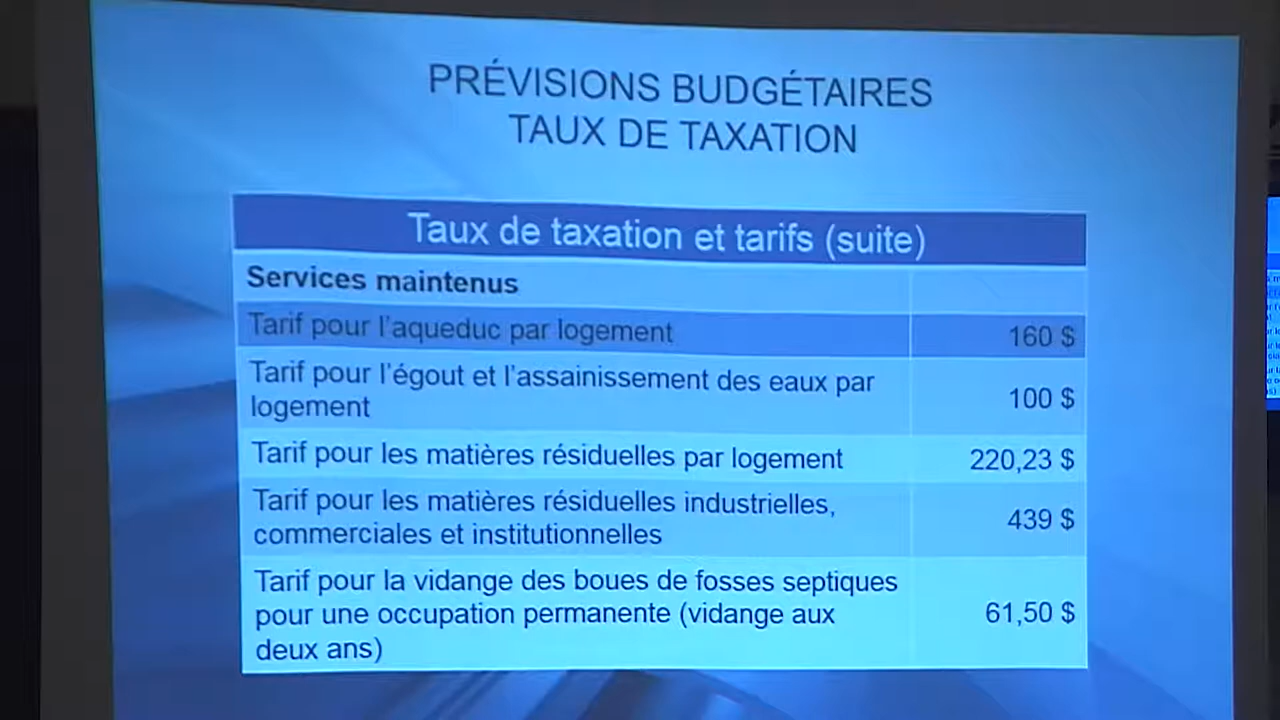 PRÉVISIONS BUDGÉTAIRES
TAUX DE TAXATION
Taux de taxation et tarifs (suite)
Services maintenus
Tarif pour l'aqueduc par logement 160 $
Tarif pour l'égout et l'assainissement des eaux par
logement 100 $
Tarif pour les matières résiduelles par logement 220,23 $
Tarif pour les matières résiduelles industrielles,
commerciales et institutionnelles 439 $
Tarif pour la vidange des boues de fosses septiques
pour une occupation permanente (vidange aux 61,50 $
deux ans)